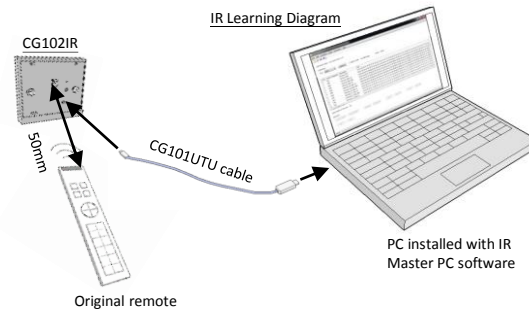 IR Learning Diagram
CG102IR
50mm
CG101UTU cable
PC installed with IR
Master PC software
Original remote